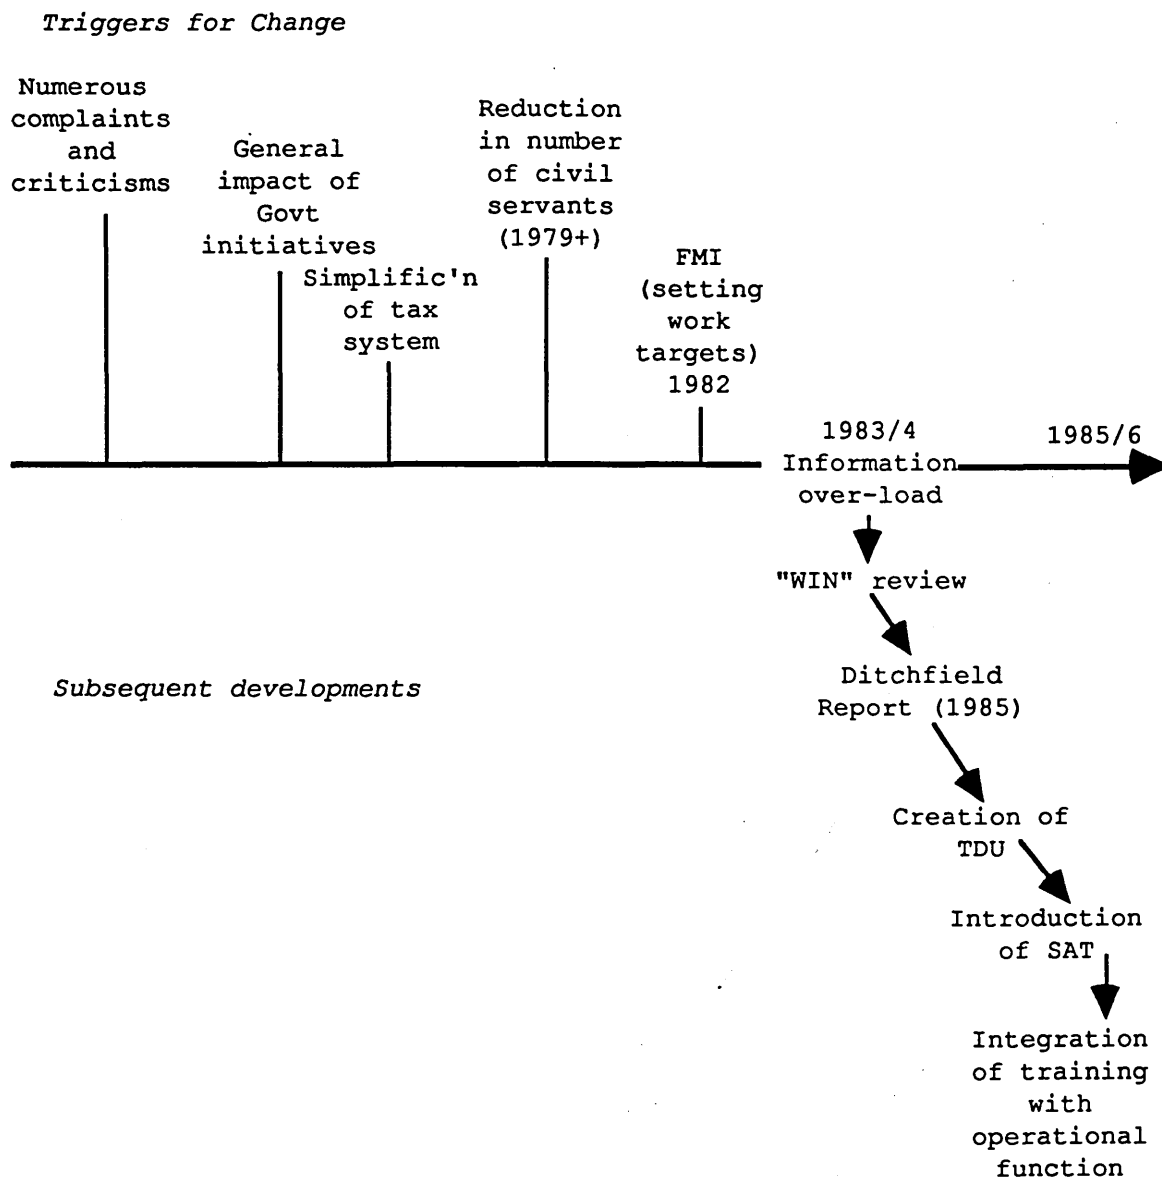 Triggers for Change
Numerous
complaints
and
criticisms
General
impact of
Govt
initiatives
Simplific'n
of tax
system
Reduction
in number
of civil
servants
(1979+)
FMI
(setting
work
targets)
1982
1983/4
Information
over-load
1985/6
"WIN" review
Subsequent developments
Ditchfield
Report (1985)
Creation of
TDU
Introduction
of SAT
Integration
of training
with
operational
function